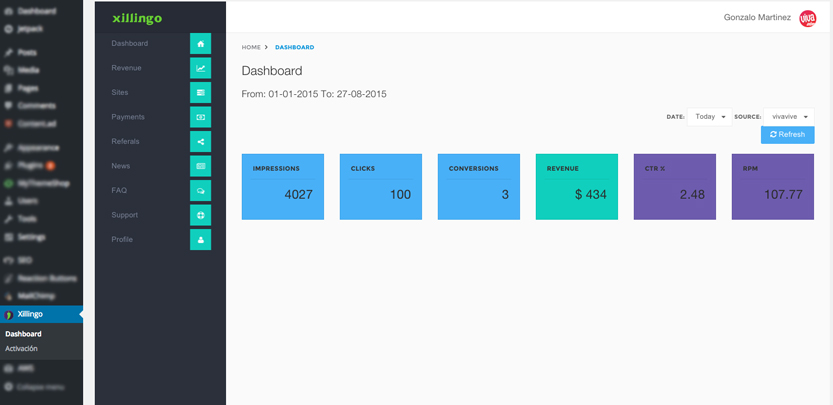 Dashboard
Jetpack
Posts
Media
Pages
Comments
Content.ad
Appearance
Plugins
MyThemeShop
Users
Tools
Settings
SEO
Reaction Buttons
MailChimp
Xillingo
Dashboard
Activación
AWS
Collapse menu
xillingo
Dashboard
Revenue
Sites
Payments
Referals
News
FAQ
Support
Profile
Gonzalo Martinez
viva
HOME > DASHBOARD
Dashboard
From: 01-01-2015 To: 27-08-2015
DATE: Today SOURCE: vivavive
Refresh
IMPRESSIONS
4027
CLICKS
100
CONVERSIONS
3
REVENUE
$ 434
CTR %
2.48
RPM
107.77